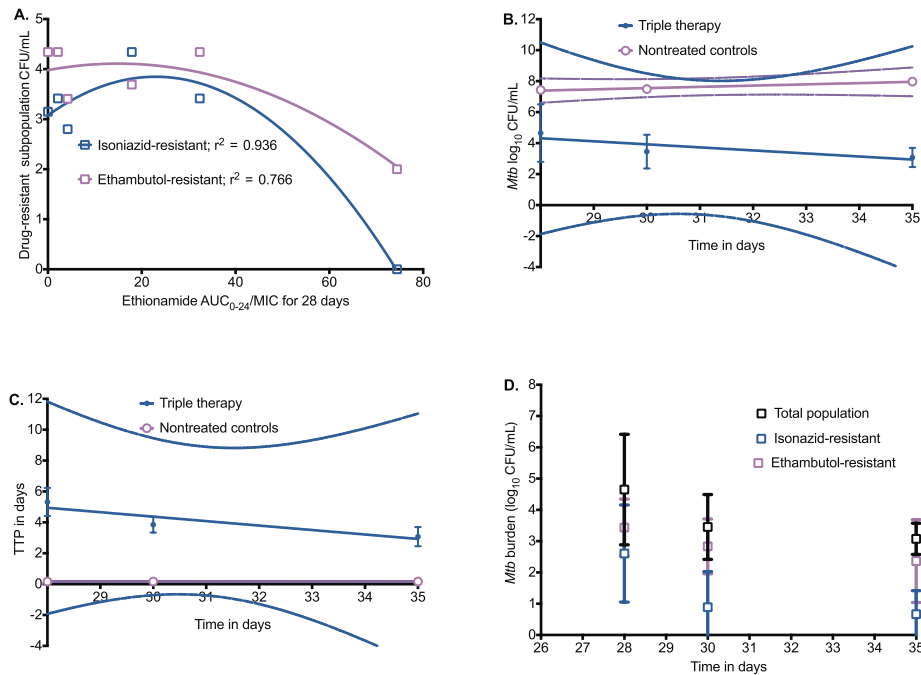 A.
Drug-resistant subpopulation CFU/mL
5
4
3
2
1
0
Isoniazid-resistant; r2 = 0.936
Ethambutol-resistant; r2 = 0.766
0 20 40 60 80
Ethionamide AUC0-24/MIC for 28 days
B.
Mtb log10 CFU/mL
12
10
8
6
4
2
0
-2
-4
Triple therapy
Nontreated controls
29 30 31 32 33 34 35
Time in days
C.
TTP in days
12
10
8
6
4
2
0
-2
-4
Triple therapy
Nontreated controls
29 30 31 32 33 34 35
Time in days
D.
Mtb burden (log10 CFU/mL)
8
7
6
5
4
3
2
1
0
Total population
Isonazid-resistant
Ethambutol-resistant
26 27 28 29 30 31 32 33 34 35
Time in days